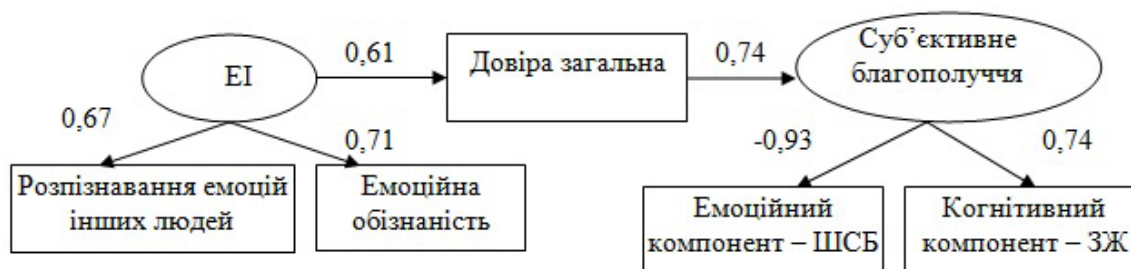 ЕІ
0,61
Довіра загальна
0,74
Суб’єктивне
благополуччя
0,67
0,71
-0,93
0,74
Розпізнавання емоцій
інших людей
Емоційна
обізнаність
Емоційний
компонент – ШСБ
Когнітивний
компонент – ЗЖ